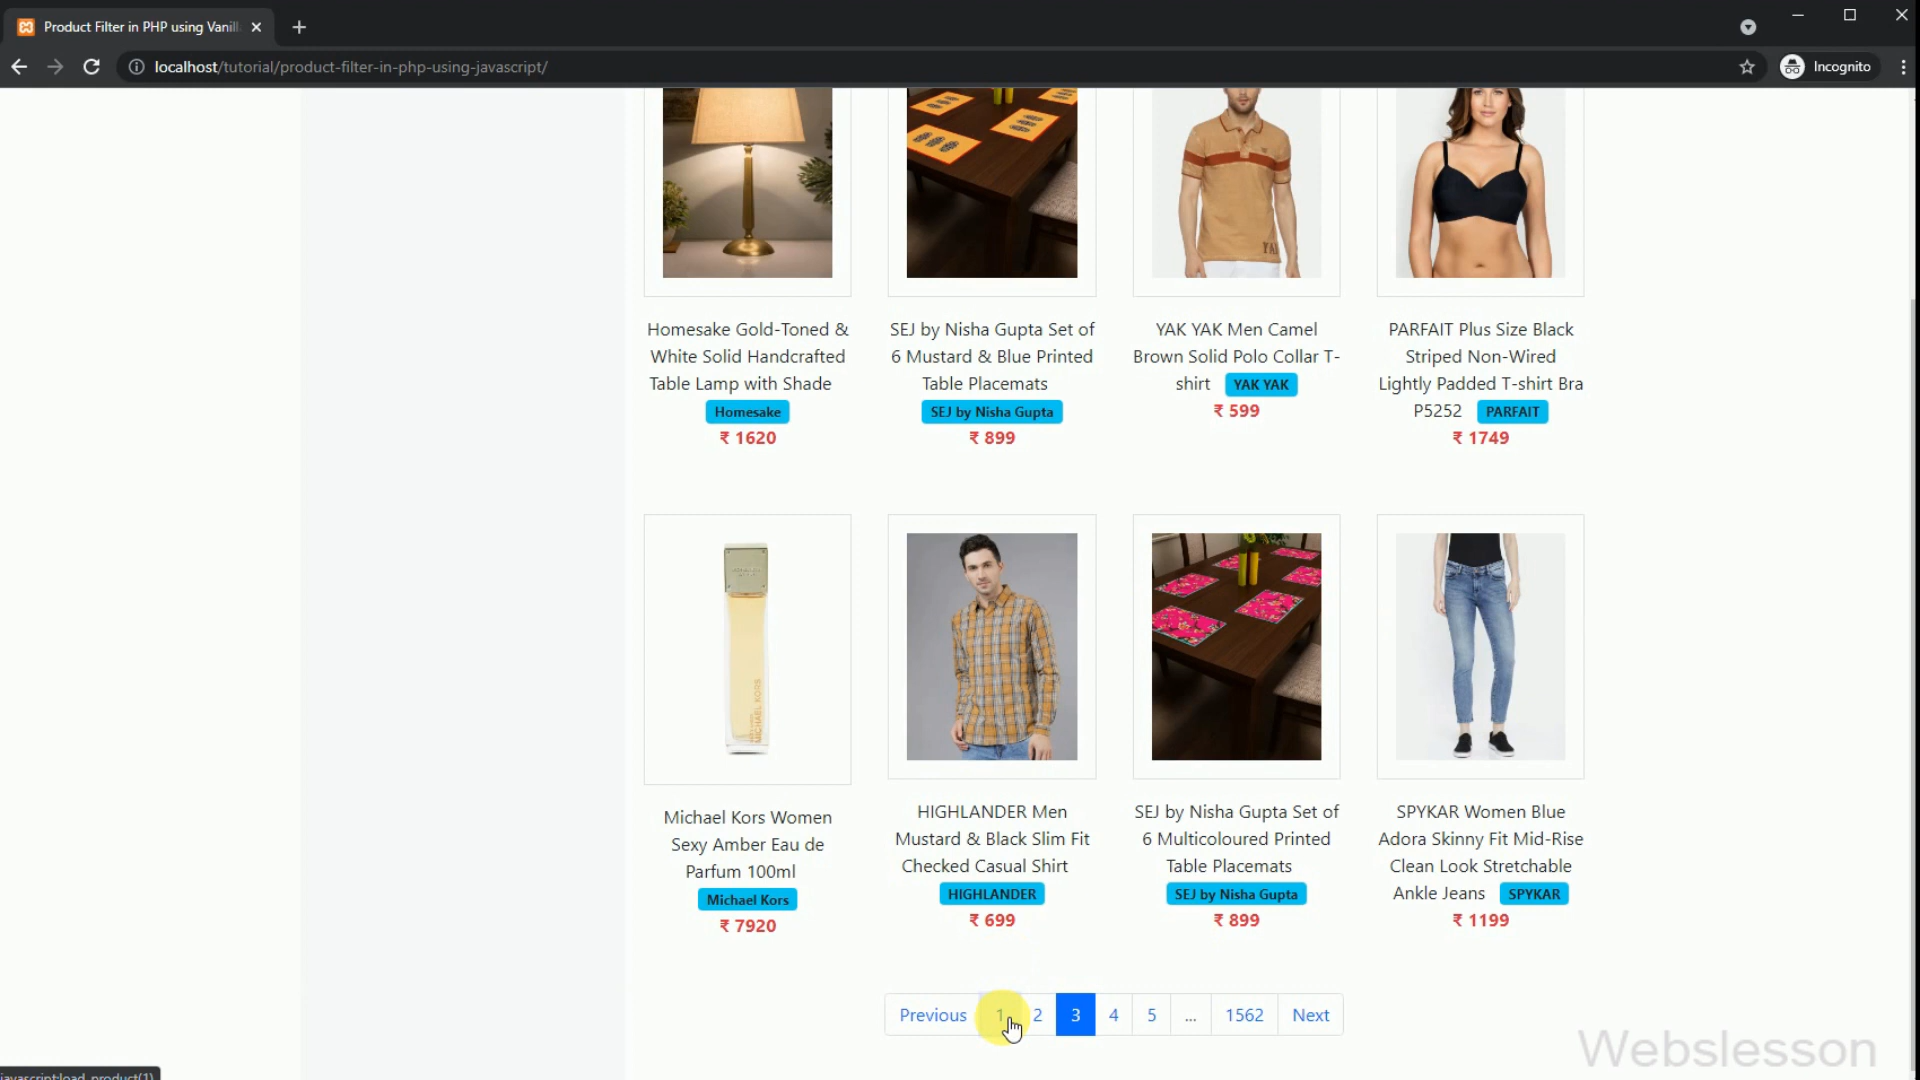 Product Filter in PHP using Vanill
localhost/tutorial/product-filter-in-php-using-javascript/
Incognito
YAK
Homesake Gold-Toned &
White Solid Handcrafted
Table Lamp with Shade
Homesake
₹ 1620
SEJ by Nisha Gupta Set of
6 Mustard & Blue Printed
Table Placemats
SEJ by Nisha Gupta
₹ 899
YAK YAK Men Camel
Brown Solid Polo Collar T-
shirt YAK YAK
₹ 599
PARFAIT Plus Size Black
Striped Non-Wired
Lightly Padded T-shirt Bra
P5252 PARFAIT
₹ 1749
MICHAEL KORS
Michael Kors Women
Sexy Amber Eau de
Parfum 100ml
Michael Kors
₹ 7920
HIGHLANDER Men
Mustard & Black Slim Fit
Checked Casual Shirt
HIGHLANDER
₹ 699
SEJ by Nisha Gupta Set of
6 Multicoloured Printed
Table Placemats
SEJ by Nisha Gupta
₹ 899
SPYKAR Women Blue
Adora Skinny Fit Mid-Rise
Clean Look Stretchable
Ankle Jeans SPYKAR
₹ 1199
Previous 1 2 3 4 5 ... 1562 Next
Webslesson
javascript:load_product(1)